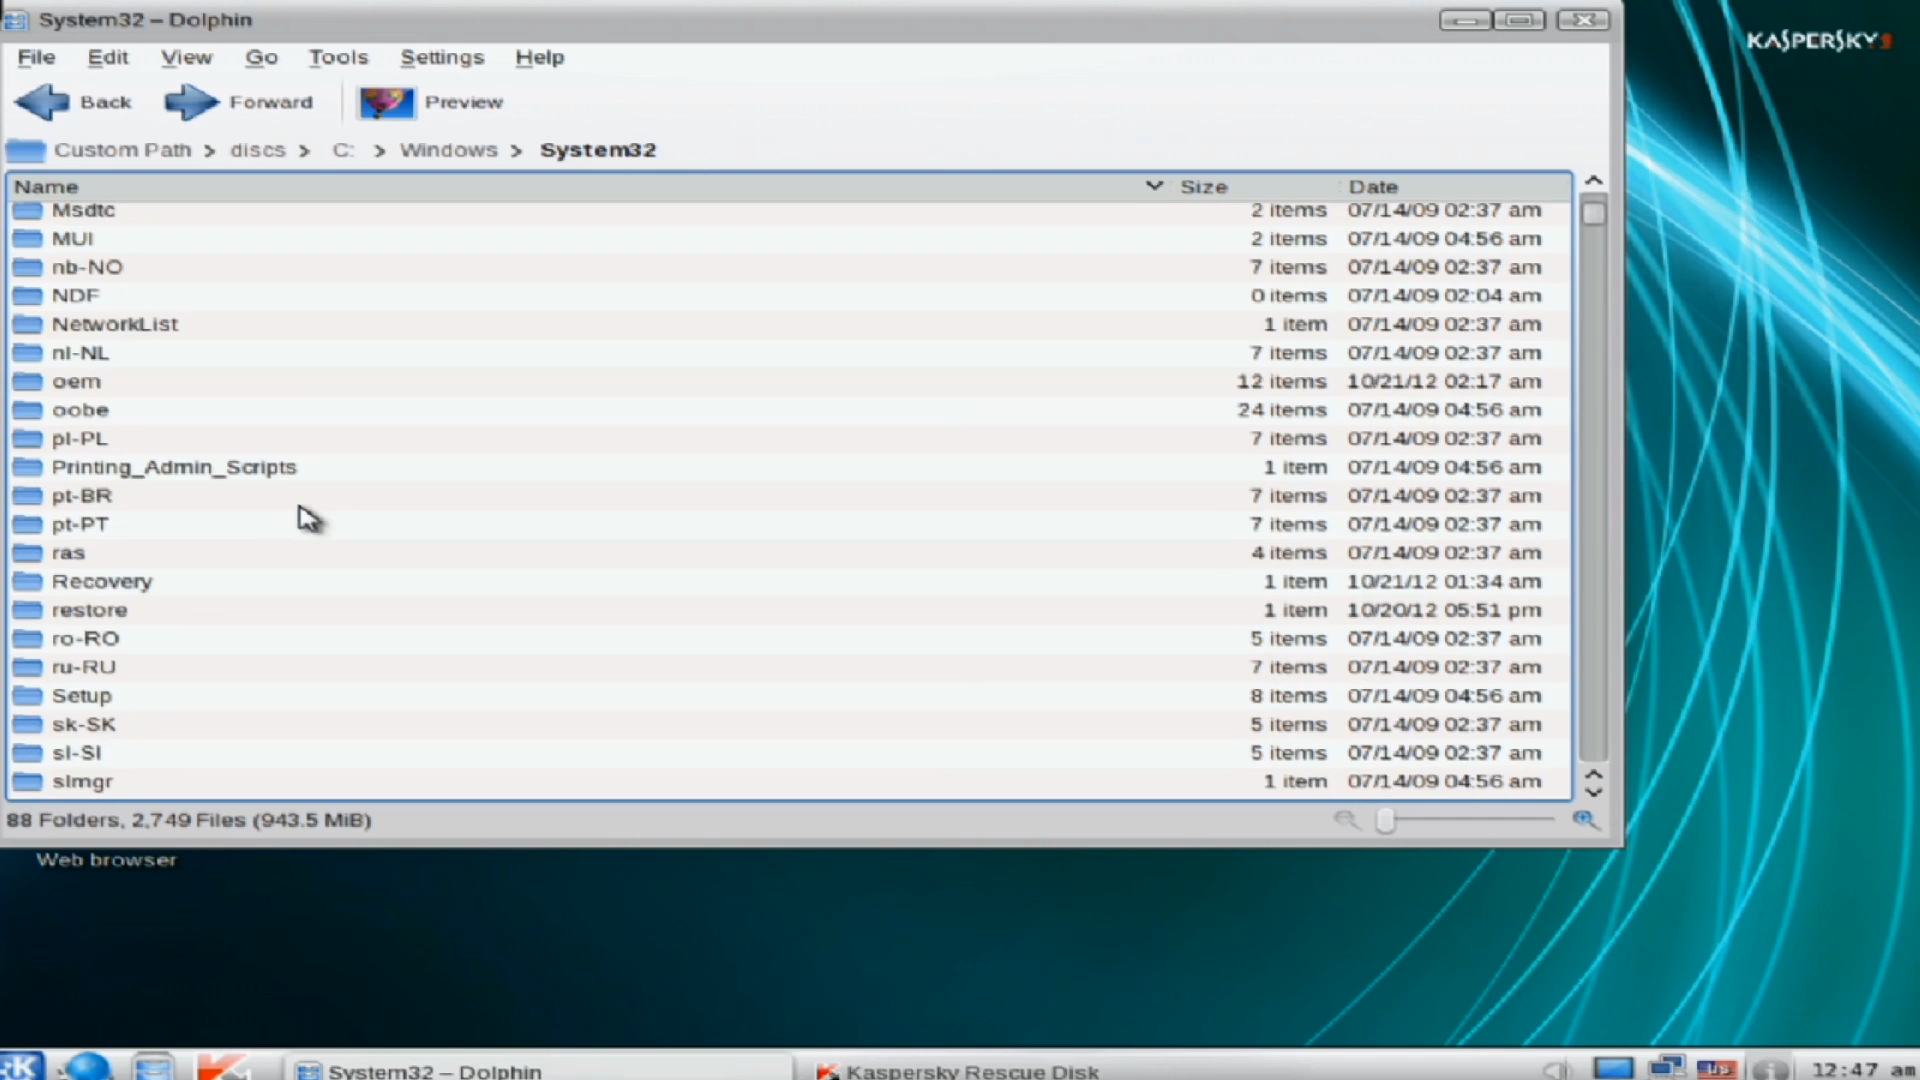 System32 – Dolphin
File Edit View Go Tools Settings Help
Back Forward Preview
Custom Path > discs > C: > Windows > System32
Name Size Date
Msdtc 2 items 07/14/09 02:37 am
MUI 2 items 07/14/09 04:56 am
nb-NO 7 items 07/14/09 02:37 am
NDF 0 items 07/14/09 02:04 am
NetworkList 1 item 07/14/09 02:37 am
nl-NL 7 items 07/14/09 02:37 am
oem 12 items 10/21/12 02:17 am
oobe 24 items 07/14/09 04:56 am
pl-PL 7 items 07/14/09 02:37 am
Printing_Admin_Scripts 1 item 07/14/09 04:56 am
pt-BR 7 items 07/14/09 02:37 am
pt-PT 7 items 07/14/09 02:37 am
ras 4 items 07/14/09 02:37 am
Recovery 1 item 10/21/12 01:34 am
restore 1 item 10/20/12 05:51 pm
ro-RO 5 items 07/14/09 02:37 am
ru-RU 7 items 07/14/09 02:37 am
Setup 8 items 07/14/09 04:56 am
sk-SK 5 items 07/14/09 02:37 am
sl-SI 5 items 07/14/09 02:37 am
slmgr 1 item 07/14/09 04:56 am
88 Folders, 2,749 Files (943.5 MiB)
KASPERSKY
Web browser
System32 – Dolphin
Kaspersky Rescue Disk
us
12:47 am